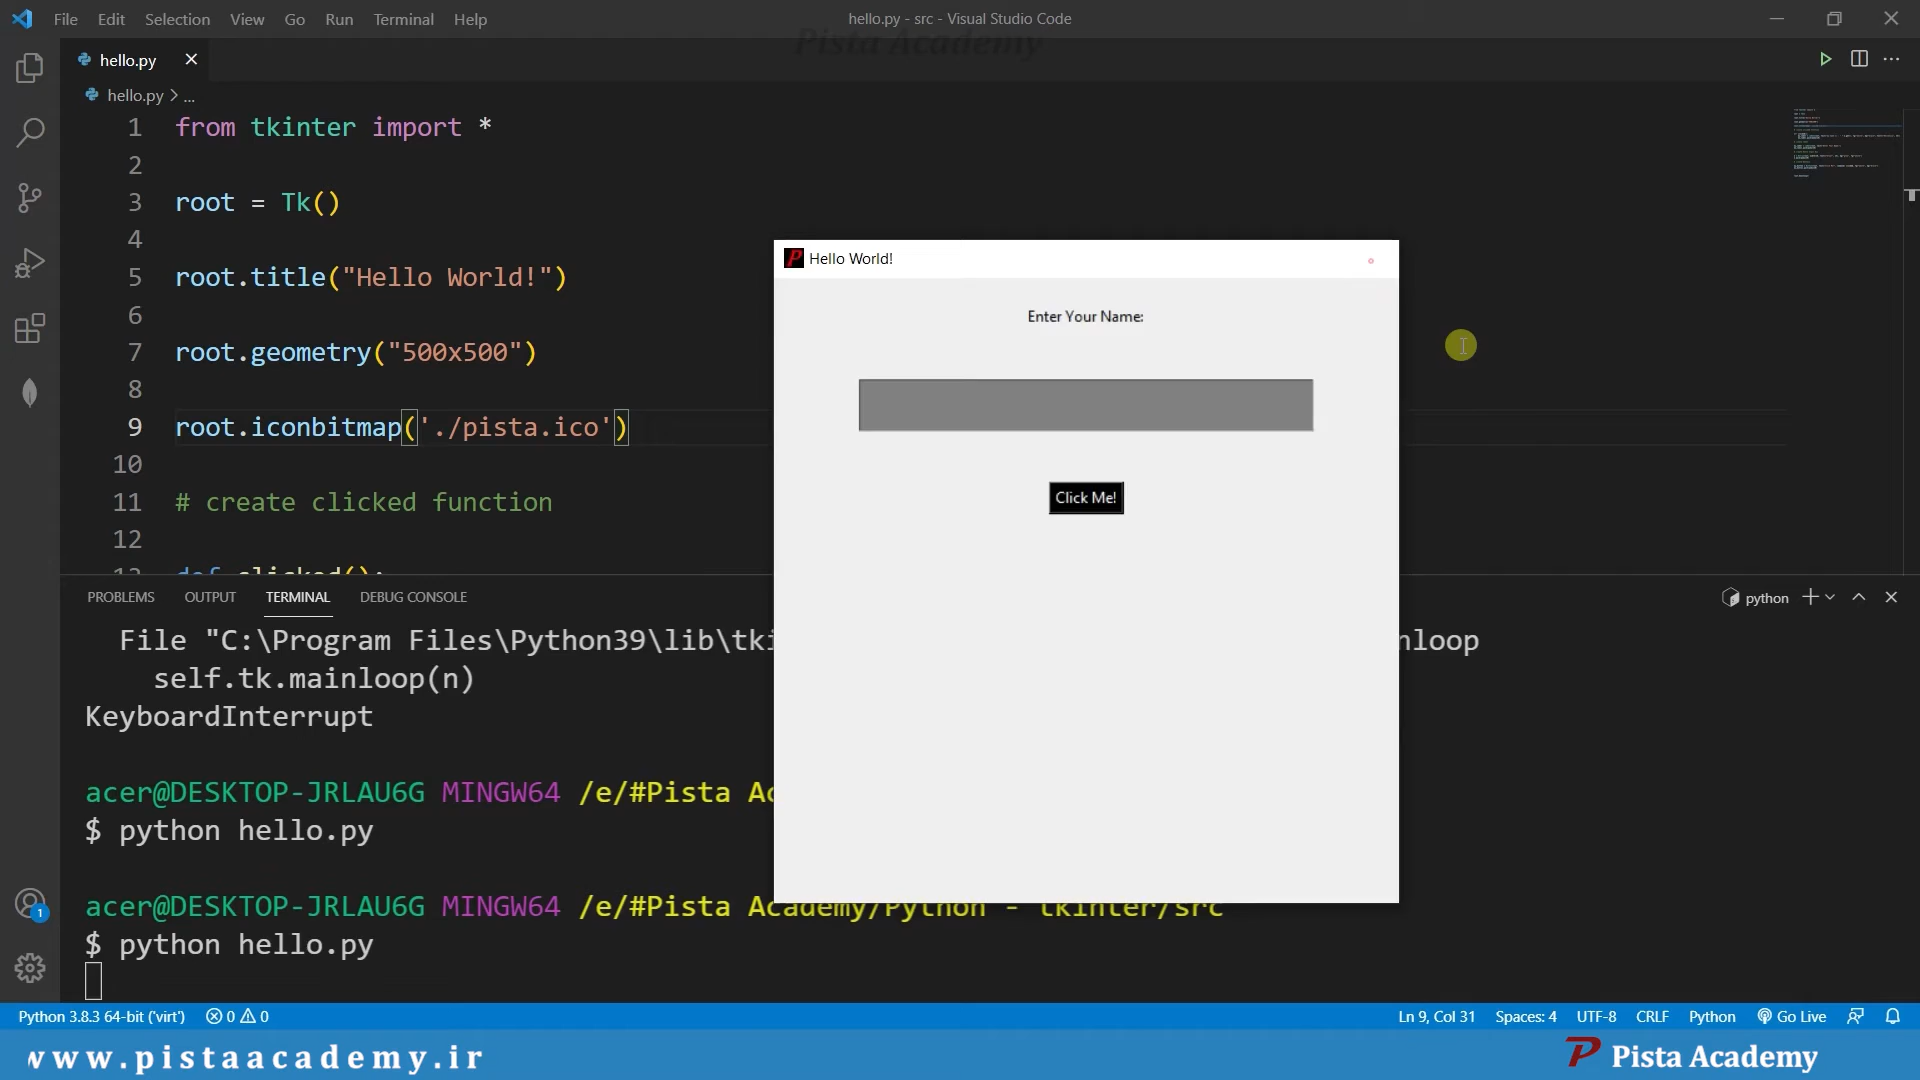 File Edit Selection View Go Run Terminal Help
hello.py - src - Visual Studio Code
Pista Academy
hello.py
hello.py > ...
1 from tkinter import *
2
3 root = Tk()
4
5 root.title("Hello World!")
6
7 root.geometry("500x500")
8
9 root.iconbitmap('./pista.ico')
10
11 # create clicked function
12
13 def clicked():
Hello World!
Enter Your Name:
Click Me!
PROBLEMS OUTPUT TERMINAL DEBUG CONSOLE
python
File "C:\Program Files\Python39\lib\tki nloop
self.tk.mainloop(n)
KeyboardInterrupt
acer@DESKTOP-JRLAU6G MINGW64 /e/#Pista Ac
$ python hello.py
acer@DESKTOP-JRLAU6G MINGW64 /e/#Pista Academy/Python - tkinter/src
$ python hello.py
1
Python 3.8.3 64-bit ('virt') 0 0
Ln 9, Col 31 Spaces: 4 UTF-8 CRLF Python Go Live
www.pistaacademy.ir
P Pista Academy